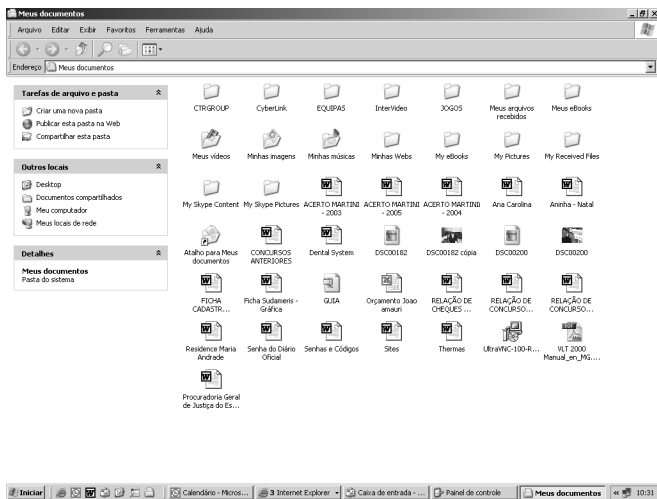 Meus documentos
Arquivo Editar Exibir Favoritos Ferramentas Ajuda
Endereço Meus documentos
Tarefas de arquivo e pasta
Criar uma nova pasta
Publicar esta pasta na Web
Compartilhar esta pasta
Outros locais
Desktop
Documentos compartilhados
Meu computador
Meus locais de rede
Detalhes
Meus documentos
Pasta do sistema
CTRGROUP CyberLink EQUIPAS InterVideo JOGOS Meus arquivos recebidos Meus eBooks
Meus vídeos Minhas imagens Minhas músicas Minhas Webs My eBooks My Pictures My Received Files
My Skype Content My Skype Pictures ACERTO MARTINI - 2003 ACERTO MARTINI - 2005 ACERTO MARTINI - 2004 Ana Carolina Aninha - Natal
Atalho para Meus documentos CONCURSOS ANTERIORES Dental System DSC00182 DSC00182 cópia DSC00200 DSC00200
FICHA CADASTR... Ficha Sudameris - Gráfica GUIA Orçamento Joao amauri RELAÇÃO DE CHEQUES ... RELAÇÃO DE CONCURSO... RELAÇÃO DE CONCURSO...
Residence Maria Andrade Senha do Diário Oficial Senhas e Códigos Sites Thermas UltraVNC-100-R... VLT 2000 Manual_en_MG....
Procuradoria Geral de Justiça do Es...
Iniciar Calendário - Micros... 3 Internet Explorer Caixa de entrada - ... Painel de controle Meus documentos 10:31